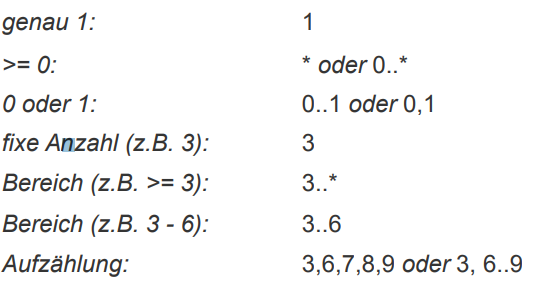 genau 1: 1
>= 0: * oder 0..*
0 oder 1: 0..1 oder 0,1
fixe Anzahl (z.B. 3): 3
Bereich (z.B. >= 3): 3..*
Bereich (z.B. 3 - 6): 3..6
Aufzählung: 3,6,7,8,9 oder 3, 6..9